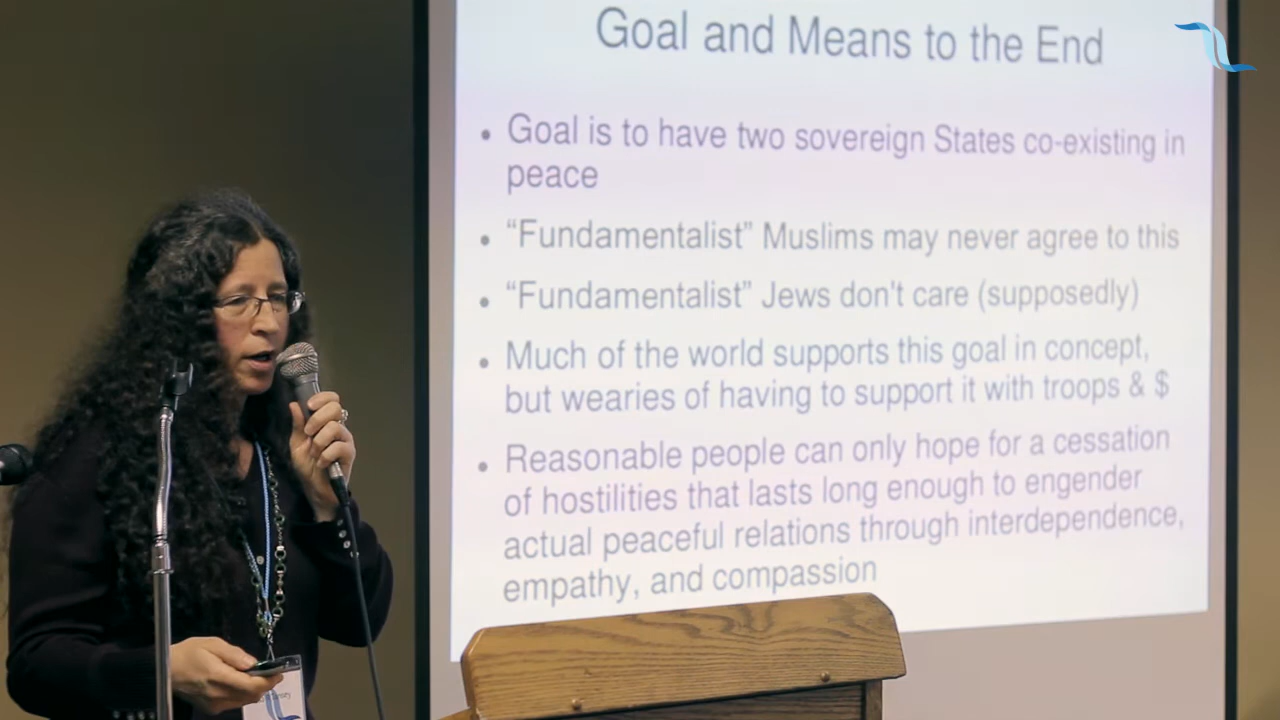 Goal and Means to the End
• Goal is to have two sovereign States co-existing in
peace
• “Fundamentalist” Muslims may never agree to this
• “Fundamentalist” Jews don't care (supposedly)
• Much of the world supports this goal in concept,
but wearies of having to support it with troops & $
• Reasonable people can only hope for a cessation
of hostilities that lasts long enough to engender
actual peaceful relations through interdependence,
empathy, and compassion